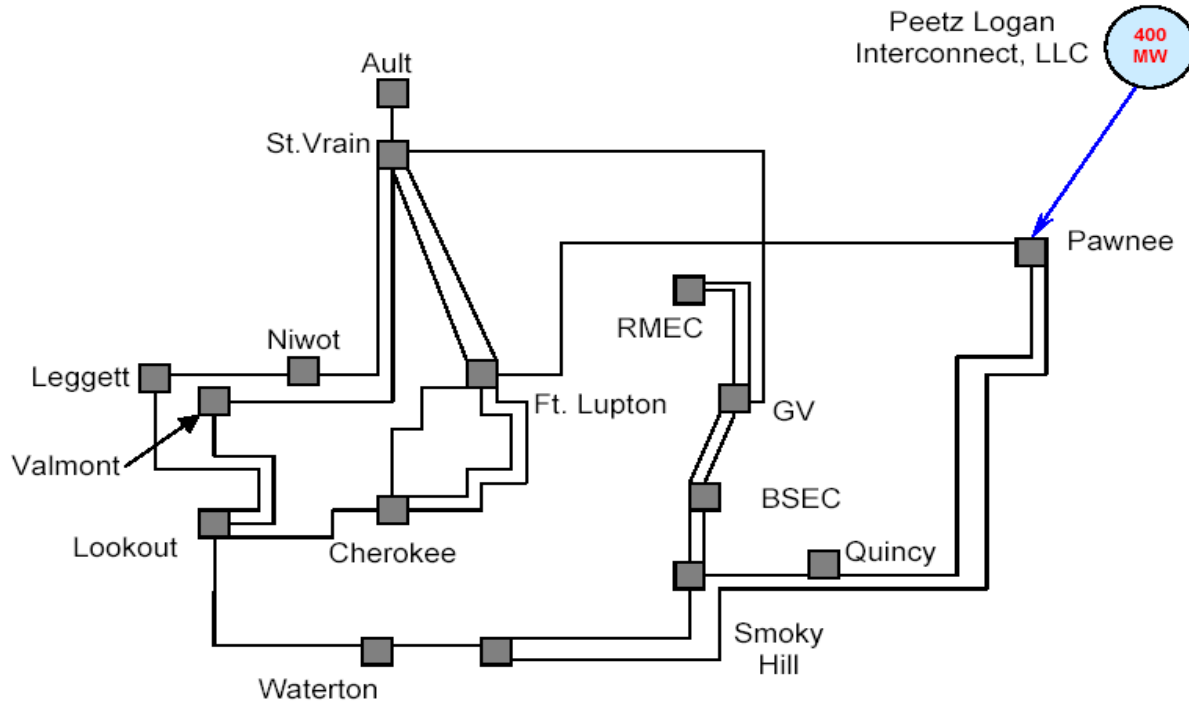 Peetz Logan
Interconnect, LLC
400
MW
Ault
St.Vrain
Pawnee
RMEC
Niwot
Leggett
Ft. Lupton
GV
Valmont
BSEC
Lookout
Cherokee
Quincy
Smoky
Hill
Waterton